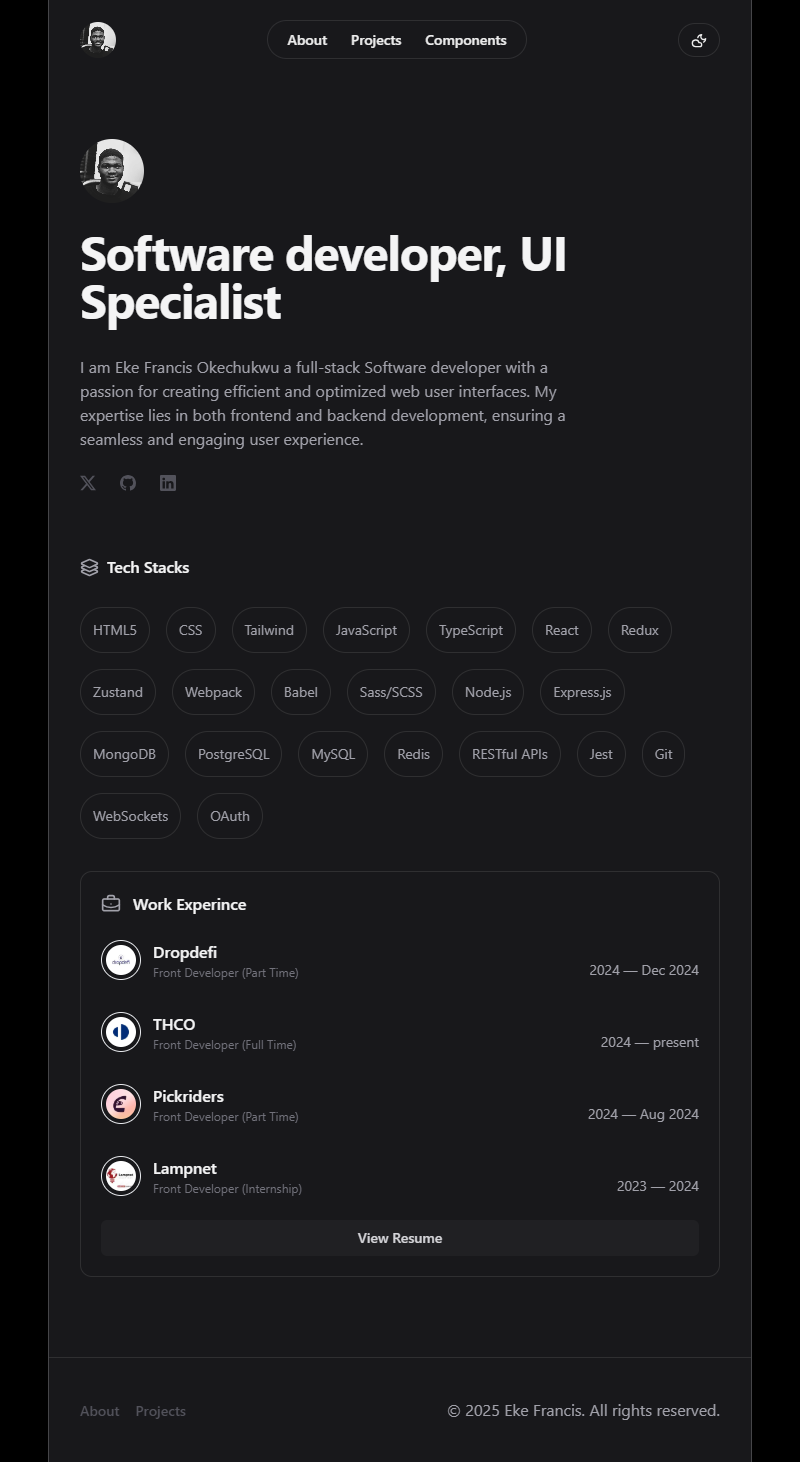 About Projects Components
Software developer, UI
Specialist
I am Eke Francis Okechukwu a full-stack Software developer with a
passion for creating efficient and optimized web user interfaces. My
expertise lies in both frontend and backend development, ensuring a
seamless and engaging user experience.
Tech Stacks
HTML5 CSS Tailwind JavaScript TypeScript React Redux
Zustand Webpack Babel Sass/SCSS Node.js Express.js
MongoDB PostgreSQL MySQL Redis RESTful APIs Jest Git
WebSockets OAuth
Work Experince
Dropdefi
Front Developer (Part Time)
2024 — Dec 2024
THCO
Front Developer (Full Time)
2024 — present
Pickriders
Front Developer (Part Time)
2024 — Aug 2024
Lampnet
Front Developer (Internship)
2023 — 2024
View Resume
About Projects
© 2025 Eke Francis. All rights reserved.